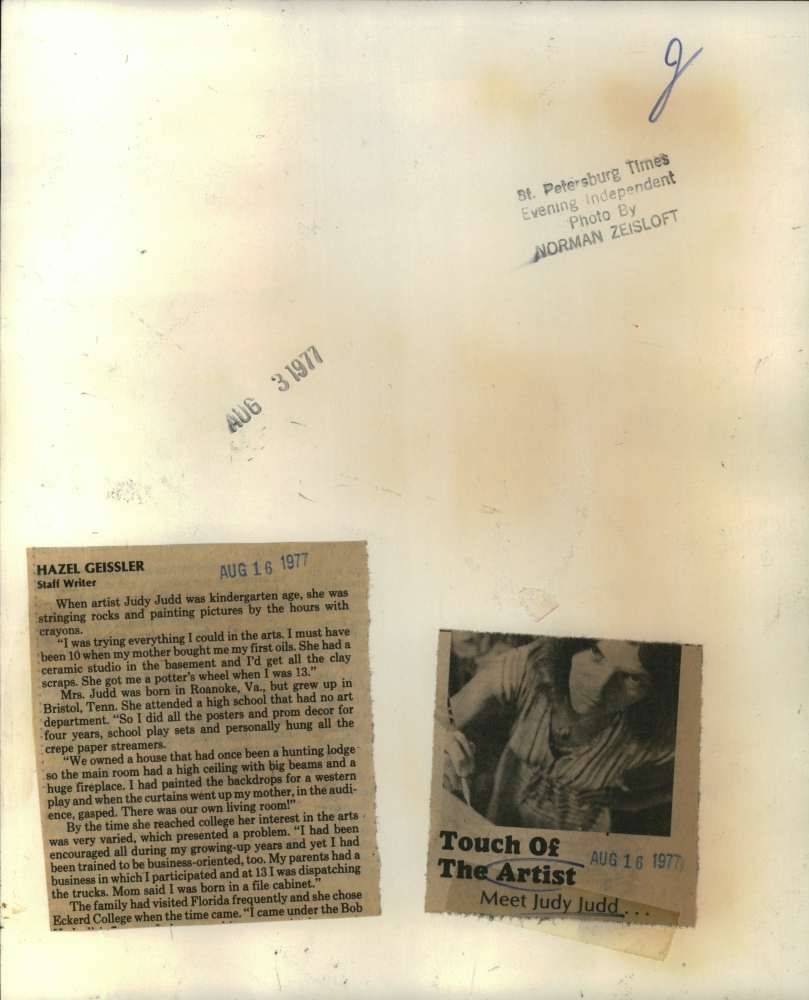 g
St. Petersburg Times
Evening Independent
Photo By
NORMAN ZEISLOFT
AUG 3 1977
HAZEL GEISSLER
Staff Writer
AUG 16 1977
When artist Judy Judd was kindergarten age, she was
stringing rocks and painting pictures by the hours with
crayons.
"I was trying everything I could in the arts. I must have
been 10 when my mother bought me my first oils. She had a
ceramic studio in the basement and I'd get all the clay
scraps. She got me a potter's wheel when I was 13."
Mrs. Judd was born in Roanoke, Va., but grew up in
Bristol, Tenn. She attended a high school that had no art
department. "So I did all the posters and prom decor for
four years, school play sets and personally hung all the
crepe paper streamers.
"We owned a house that had once been a hunting lodge
so the main room had a high ceiling with big beams and a
huge fireplace. I had painted the backdrops for a western
play and when the curtains went up my mother, in the audi-
ence, gasped. There was our own living room!"
By the time she reached college her interest in the arts
was very varied, which presented a problem. "I had been
encouraged all during my growing-up years and yet I had
been trained to be business-oriented, too. My parents had a
business in which I participated and at 13 I was dispatching
the trucks. Mom said I was born in a file cabinet."
The family had visited Florida frequently and she chose
Eckerd College when the time came. "I came under the Bob
Touch Of
The Artist
AUG 16 1977
Meet Judy Judd . . .